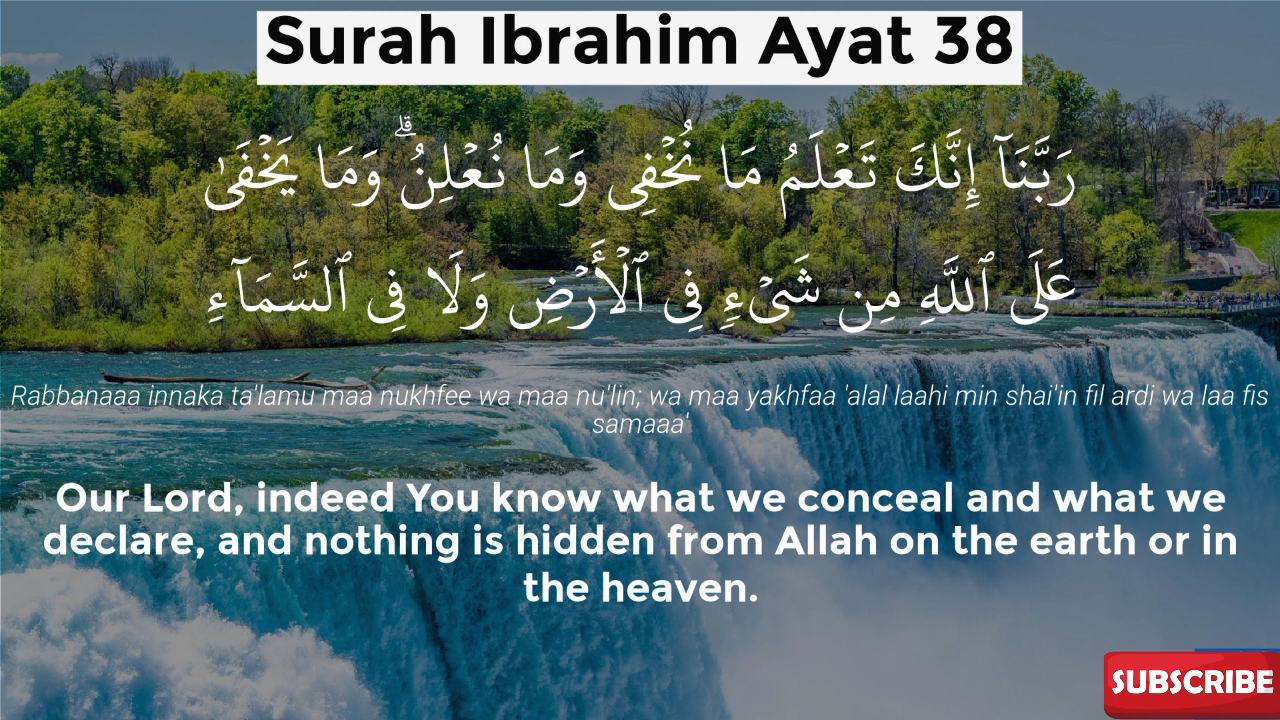 Surah Ibrahim Ayat 38
رَبَّنَآ إِنَّكَ تَعْلَمُ مَا نُخْفِى وَمَا نُعْلِنُ ۗ وَمَا يَخْفَىٰ
عَلَى ٱللَّهِ مِن شَىْءٍ فِى ٱلْأَرْضِ وَلَا فِى ٱلسَّمَآءِ
Rabbanaaa innaka ta'lamu maa nukhfee wa maa nu'lin; wa maa yakhfaa 'alal laahi min shai'in fil ardi wa laa fis
samaaa'
Our Lord, indeed You know what we conceal and what we
declare, and nothing is hidden from Allah on the earth or in
the heaven.
SUBSCRIBE